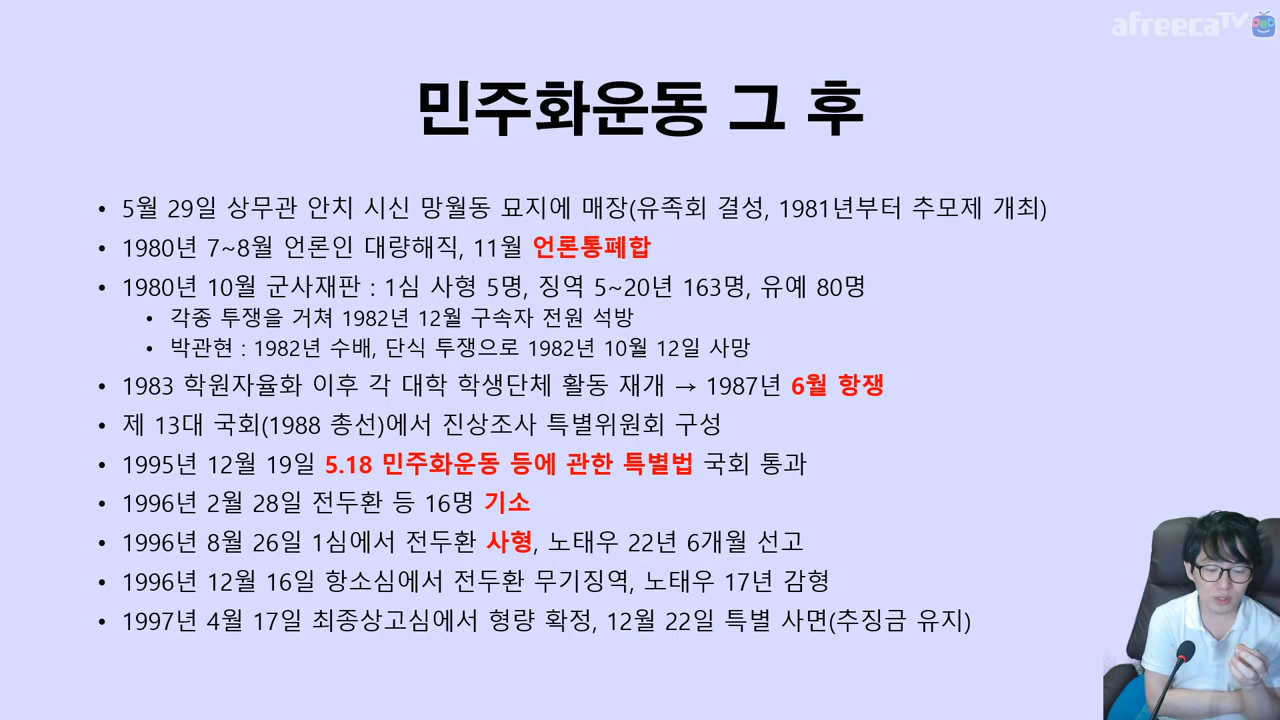 afreecaTV
민주화운동 그 후
• 5월 29일 상무관 안치 시신 망월동 묘지에 매장(유족회 결성, 1981년부터 추모제 개최)
• 1980년 7~8월 언론인 대량해직, 11월 언론통폐합
• 1980년 10월 군사재판 : 1심 사형 5명, 징역 5~20년 163명, 유예 80명
• 각종 투쟁을 거쳐 1982년 12월 구속자 전원 석방
• 박관현 : 1982년 수배, 단식 투쟁으로 1982년 10월 12일 사망
• 1983 학원자율화 이후 각 대학 학생단체 활동 재개 → 1987년 6월 항쟁
• 제 13대 국회(1988 총선)에서 진상조사 특별위원회 구성
• 1995년 12월 19일 5.18 민주화운동 등에 관한 특별법 국회 통과
• 1996년 2월 28일 전두환 등 16명 기소
• 1996년 8월 26일 1심에서 전두환 사형, 노태우 22년 6개월 선고
• 1996년 12월 16일 항소심에서 전두환 무기징역, 노태우 17년 감형
• 1997년 4월 17일 최종상고심에서 형량 확정, 12월 22일 특별 사면(추징금 유지)